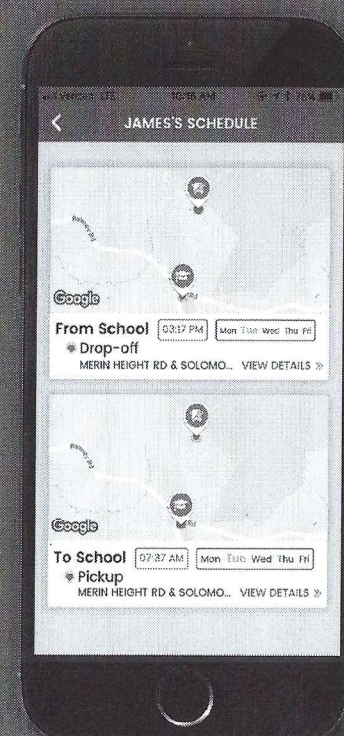 Verizon LTE 10:16 AM 76%
JAMES'S SCHEDULE
Google
From School 03:17 PM Mon Tue Wed Thu Fri
Drop-off
MERIN HEIGHT RD & SOLOMO... VIEW DETAILS »
Google
To School 07:37 AM Mon Tue Wed Thu Fri
Pickup
MERIN HEIGHT RD & SOLOMO... VIEW DETAILS »